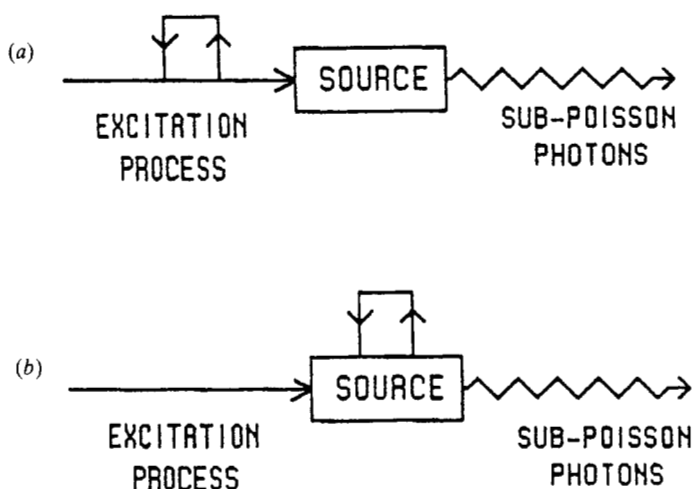 (a)
SOURCE
EXCITATION
PROCESS
SUB-POISSON
PHOTONS
(b)
SOURCE
EXCITATION
PROCESS
SUB-POISSON
PHOTONS